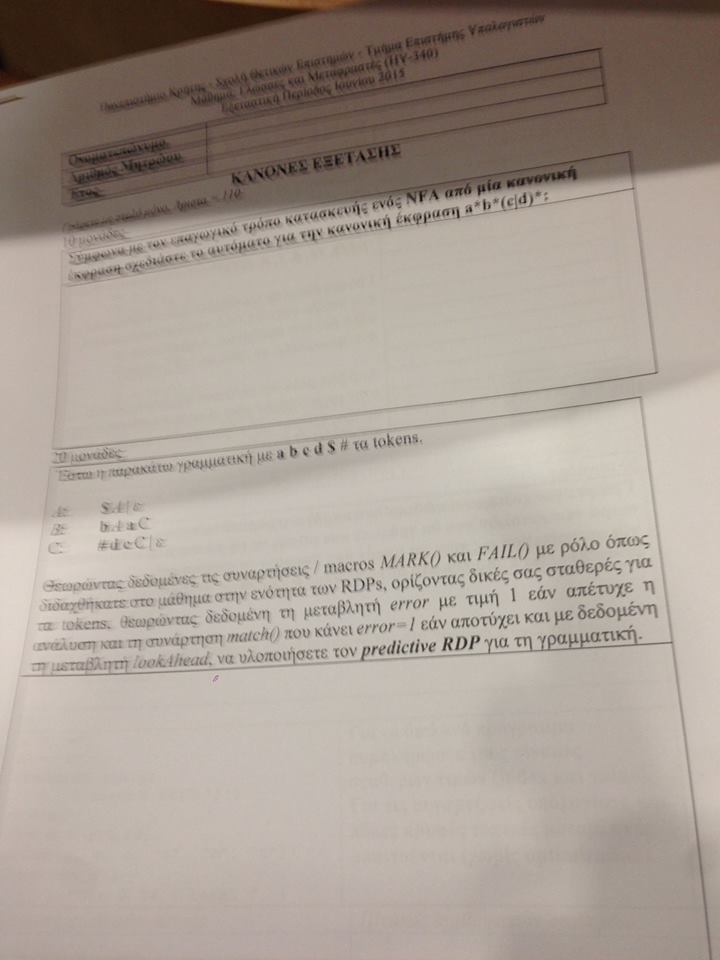 Πανεπιστήμιο Κρήτης - Σχολή Θετικών Επιστημών - Τμήμα Επιστήμης Υπολογιστών
Μάθημα, Γλώσσες και Μεταφραστές (HY-340)
Εξεταστική Περίοδος Ιουνίου 2015
Ονοματεπώνυμο
Αριθμός Μητρώου
Έτος
ΚΑΝΟΝΕΣ ΕΞΕΤΑΣΗΣ
Άριστα = 110
10 μονάδες
Σύμφωνα με τον επαγωγικό τρόπο κατασκευής ενός NFA από μία κανονική
έκφραση σχεδιάστε το αυτόματο για την κανονική έκφραση a*b*(c|d)*;
20 μονάδες
Έστω η παρακάτω γραμματική με a b c d $ # τα tokens.
A: $A | ε
B: b A a C
C: # d c C | ε
Θεωρώντας δεδομένες τις συναρτήσεις / macros MARK() και FAIL() με ρόλο όπως
διδαχθήκατε στο μάθημα στην ενότητα των RDPs, ορίζοντας δικές σας σταθερές για
τα tokens, θεωρώντας δεδομένη τη μεταβλητή error με τιμή 1 εάν απέτυχε η
ανάλυση και τη συνάρτηση match() που κάνει error=1 εάν αποτύχει και με δεδομένη
τη μεταβλητή lookAhead, να υλοποιήσετε τον predictive RDP για τη γραμματική.